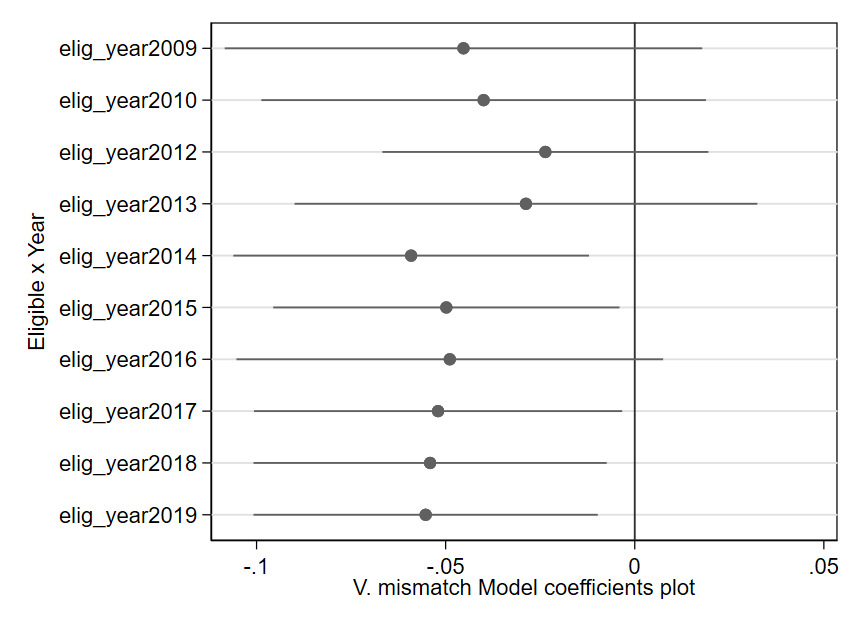 elig_year2009
elig_year2010
elig_year2012
elig_year2013
elig_year2014
elig_year2015
elig_year2016
elig_year2017
elig_year2018
elig_year2019
Eligible x Year
-.1 -.05 0 .05
V. mismatch Model coefficients plot